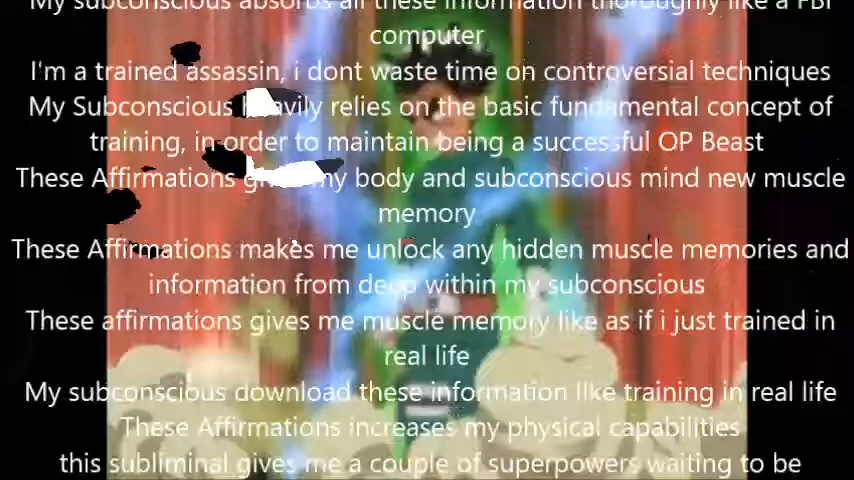 My subconscious absorbs all these information thoroughly like a FBI
computer
I'm a trained assassin, i dont waste time on controversial techniques
My Subconscious heavily relies on the basic fundamental concept of
training, in order to maintain being a successful OP Beast
These Affirmations gives my body and subconscious mind new muscle
memory
These Affirmations makes me unlock any hidden muscle memories and
information from deep within my subconscious
These affirmations gives me muscle memory like as if i just trained in
real life
My subconscious download these information like training in real life
These Affirmations increases my physical capabilities
this subliminal gives me a couple of superpowers waiting to be